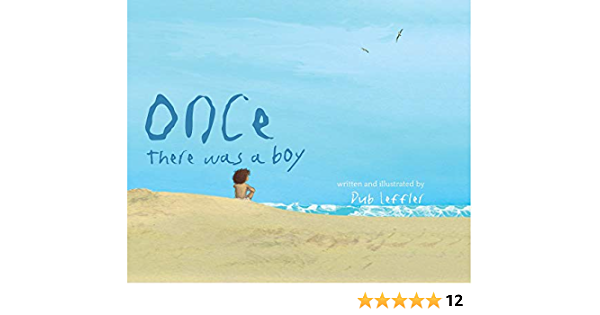 once
there was a boy
written and illustrated by
Dub Leffler
12